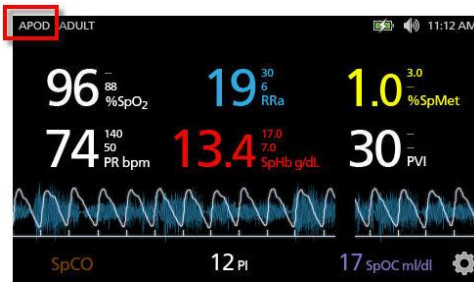 APOD ADULT 11:12 AM
96 – 88 %SpO2
19 30 6 RRa
1.0 3.0 – %SpMet
74 140 50 PR bpm
13.4 17.0 7.0 SpHb g/dL
30 – – PVI
SpCO 12 PI 17 SpOC ml/dl